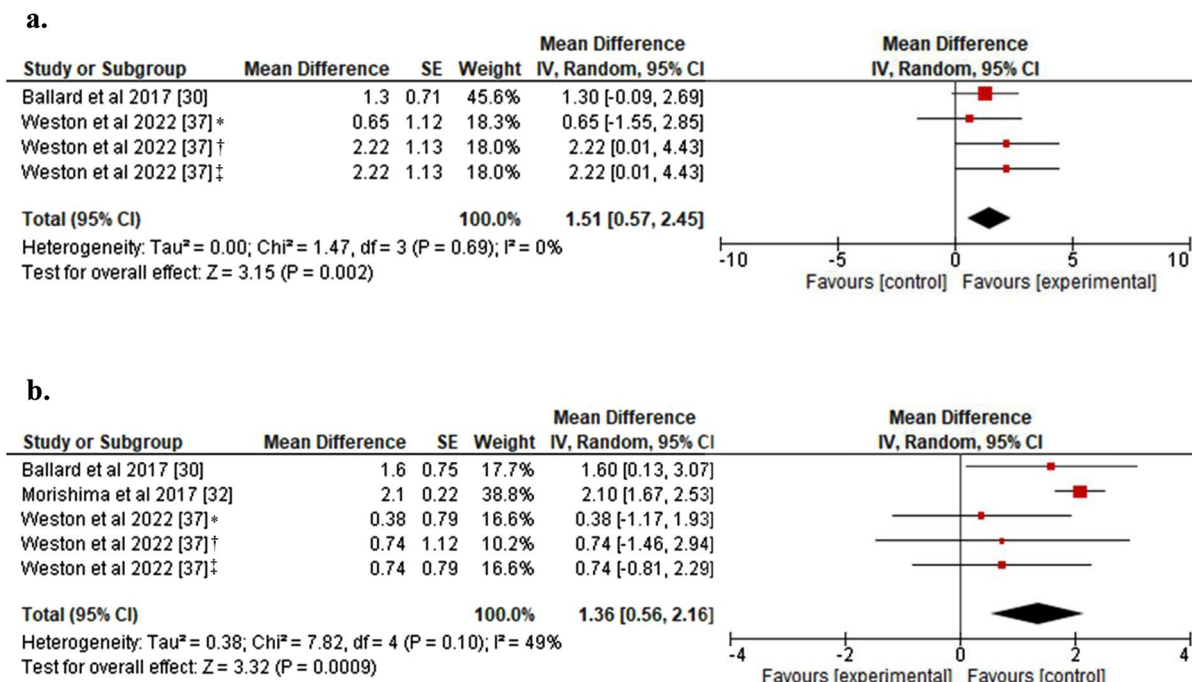 a.
Mean Difference Mean Difference
Study or Subgroup Mean Difference SE Weight IV, Random, 95% CI IV, Random, 95% CI
Ballard et al 2017 [30] 1.3 0.71 45.6% 1.30 [-0.09, 2.69]
Weston et al 2022 [37]* 0.65 1.12 18.3% 0.65 [-1.55, 2.85]
Weston et al 2022 [37]† 2.22 1.13 18.0% 2.22 [0.01, 4.43]
Weston et al 2022 [37]‡ 2.22 1.13 18.0% 2.22 [0.01, 4.43]
Total (95% CI) 100.0% 1.51 [0.57, 2.45]
Heterogeneity: Tau² = 0.00; Chi² = 1.47, df = 3 (P = 0.69); I² = 0%
Test for overall effect: Z = 3.15 (P = 0.002)
-10 -5 0 5 10
Favours [control] Favours [experimental]
b.
Mean Difference Mean Difference
Study or Subgroup Mean Difference SE Weight IV, Random, 95% CI IV, Random, 95% CI
Ballard et al 2017 [30] 1.6 0.75 17.7% 1.60 [0.13, 3.07]
Morishima et al 2017 [32] 2.1 0.22 38.8% 2.10 [1.67, 2.53]
Weston et al 2022 [37]* 0.38 0.79 16.6% 0.38 [-1.17, 1.93]
Weston et al 2022 [37]† 0.74 1.12 10.2% 0.74 [-1.46, 2.94]
Weston et al 2022 [37]‡ 0.74 0.79 16.6% 0.74 [-0.81, 2.29]
Total (95% CI) 100.0% 1.36 [0.56, 2.16]
Heterogeneity: Tau² = 0.38; Chi² = 7.82, df = 4 (P = 0.10); I² = 49%
Test for overall effect: Z = 3.32 (P = 0.0009)
-4 -2 0 2 4
Favours [experimental] Favours [control]